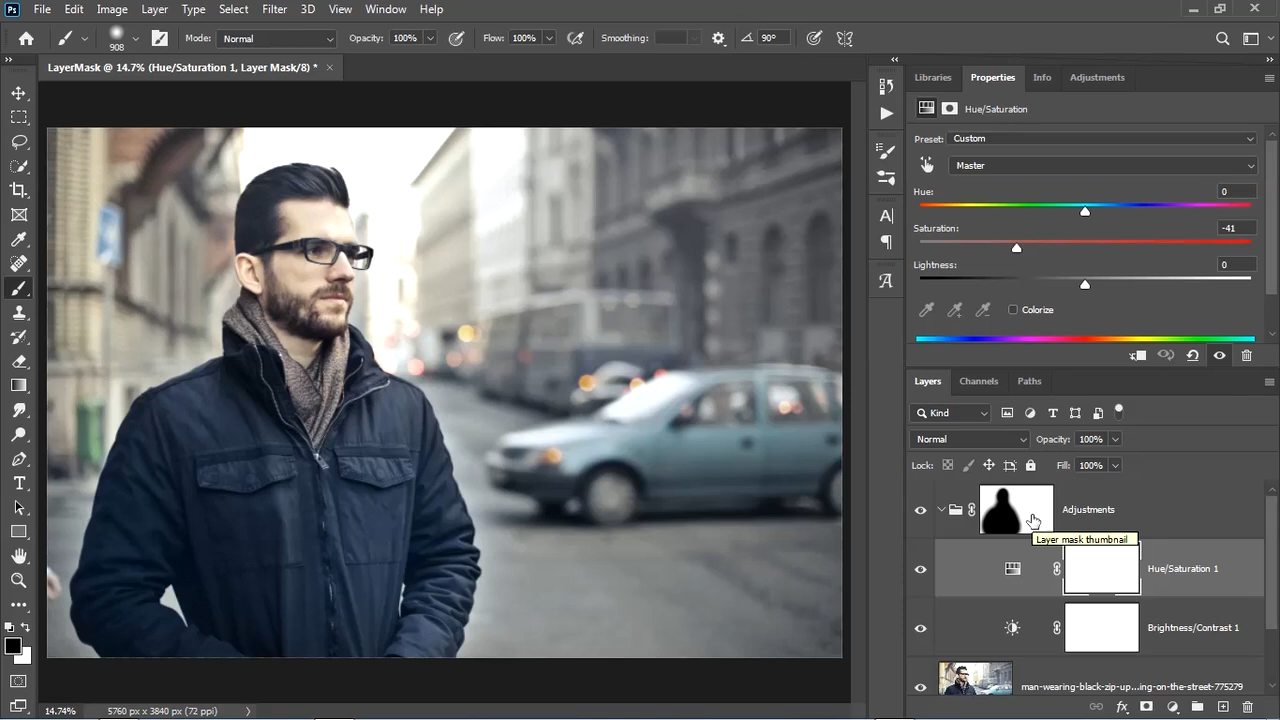 Ps File Edit Image Layer Type Select Filter 3D View Window Help
908 Mode: Normal Opacity: 100% Flow: 100% Smoothing: 90°
LayerMask @ 14.7% (Hue/Saturation 1, Layer Mask/8) * ×
Libraries Properties Info Adjustments
Hue/Saturation
Preset: Custom
Master
Hue: 0
Saturation: -41
Lightness: 0
Colorize
Layers Channels Paths
Kind
Normal Opacity: 100%
Lock: Fill: 100%
Adjustments
Layer mask thumbnail
Hue/Saturation 1
Brightness/Contrast 1
man-wearing-black-zip-up...ing-on-the-street-775279
14.74% 5760 px x 3840 px (72 ppi)